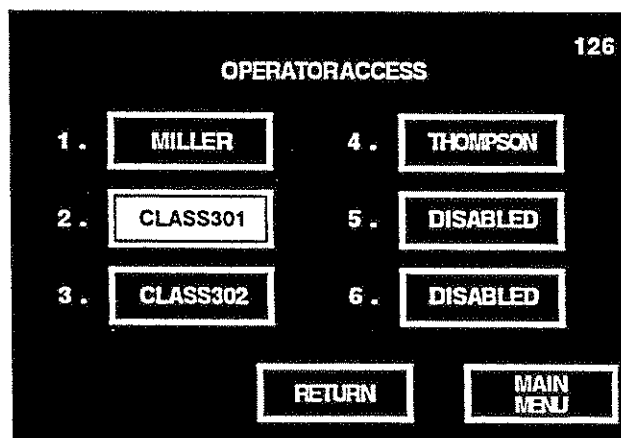 126
OPERATORACCESS
1. MILLER 4. THOMPSON
2. CLASS301 5. DISABLED
3. CLASS302 6. DISABLED
RETURN
MAIN
MENU